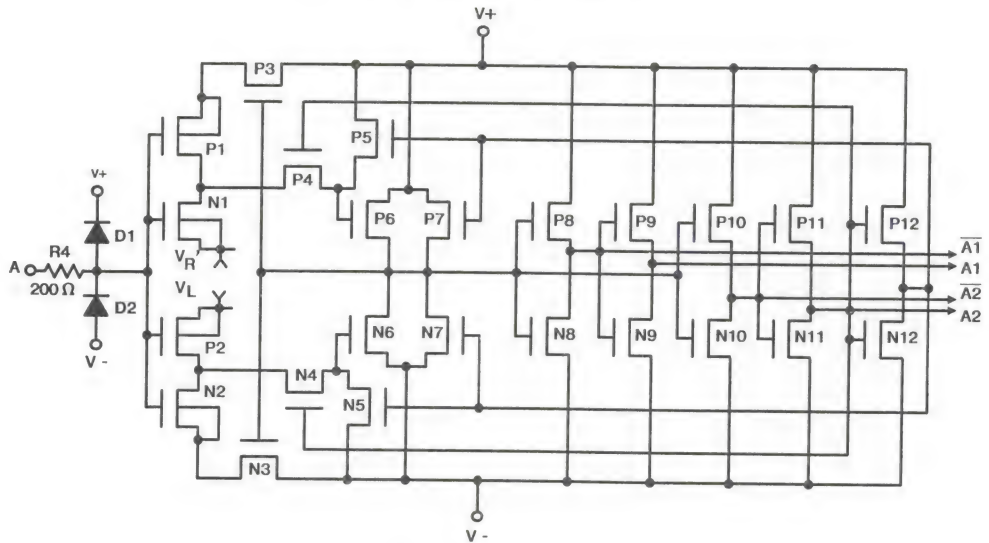 V+
P3
P5
P1
P4
V+
N1
P6
P7
P8
P9
P10
P11
P12
D1
R4
A
V_R'
A1
A1
200 Ω
V_L
A2
D2
P2
A2
N6
N7
N8
N9
N10
N11
N12
V -
N4
N2
N5
N3
V -